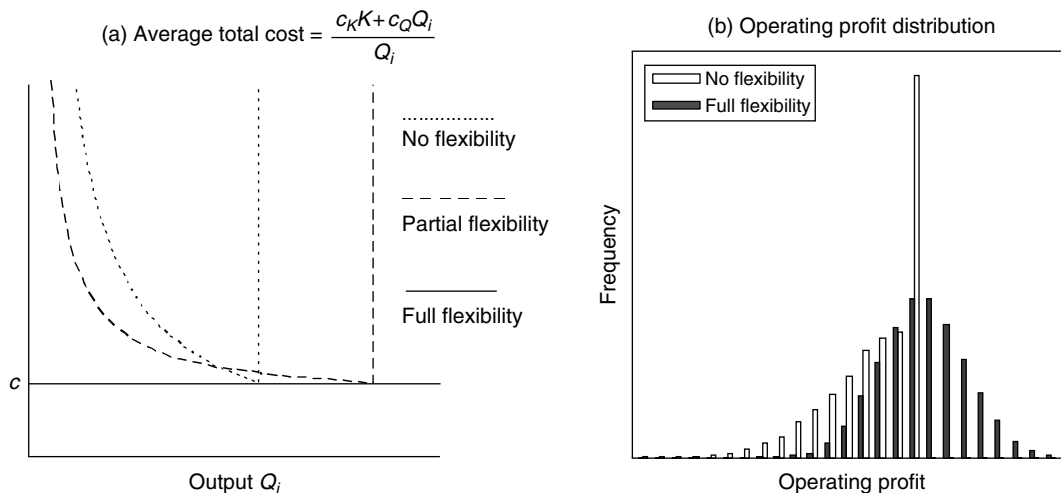 (a) Average total cost = c_K K + c_Q Q_i / Q_i
No flexibility
Partial flexibility
Full flexibility
c
Output Q_i
(b) Operating profit distribution
No flexibility
Full flexibility
Frequency
Operating profit